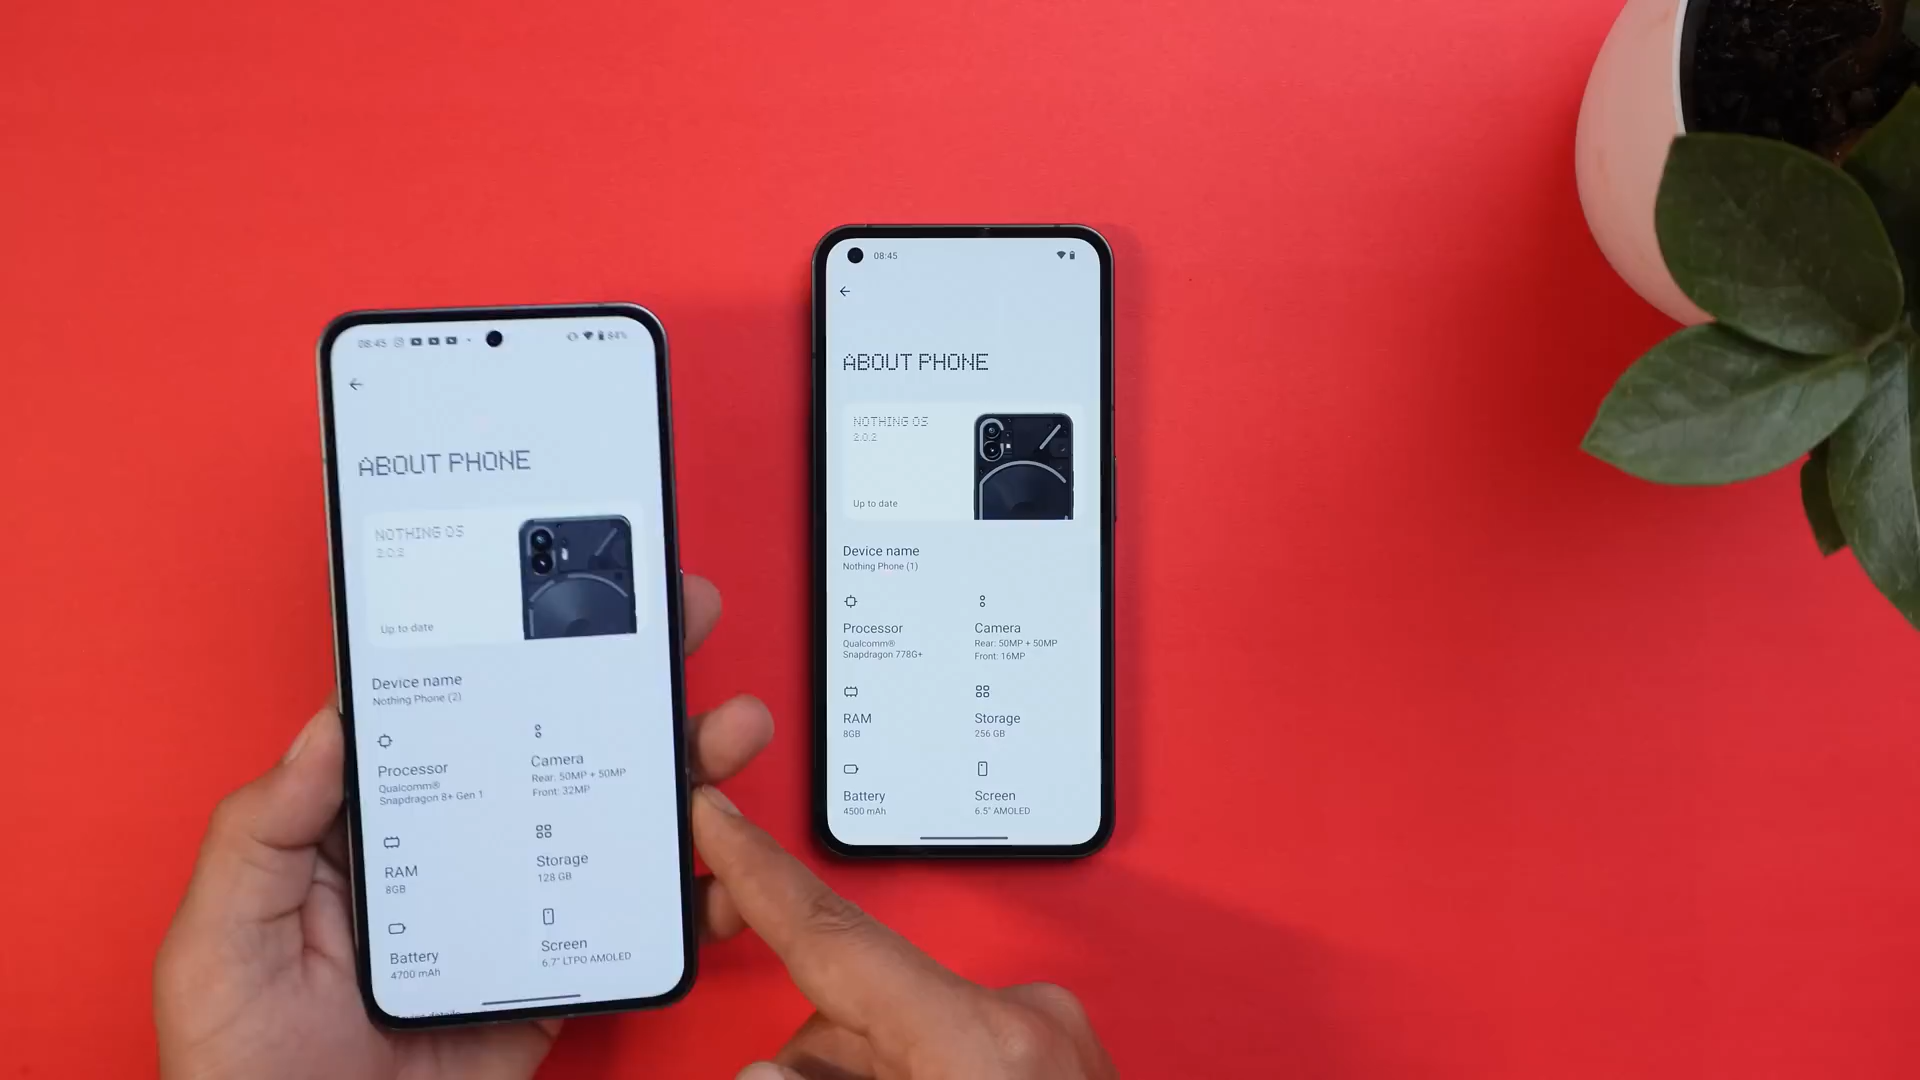 08:45
84%
ABOUT PHONE
NOTHING OS
2.0.2
Up to date
Device name
Nothing Phone (2)
Processor
Qualcomm®
Snapdragon 8+ Gen 1
Camera
Rear: 50MP + 50MP
Front: 32MP
RAM
8GB
Storage
128 GB
Battery
4700 mAh
Screen
6.7" LTPO AMOLED
08:45
ABOUT PHONE
NOTHING OS
2.0.2
Up to date
Device name
Nothing Phone (1)
Processor
Qualcomm®
Snapdragon 778G+
Camera
Rear: 50MP + 50MP
Front: 16MP
RAM
8GB
Storage
256 GB
Battery
4500 mAh
Screen
6.5" AMOLED